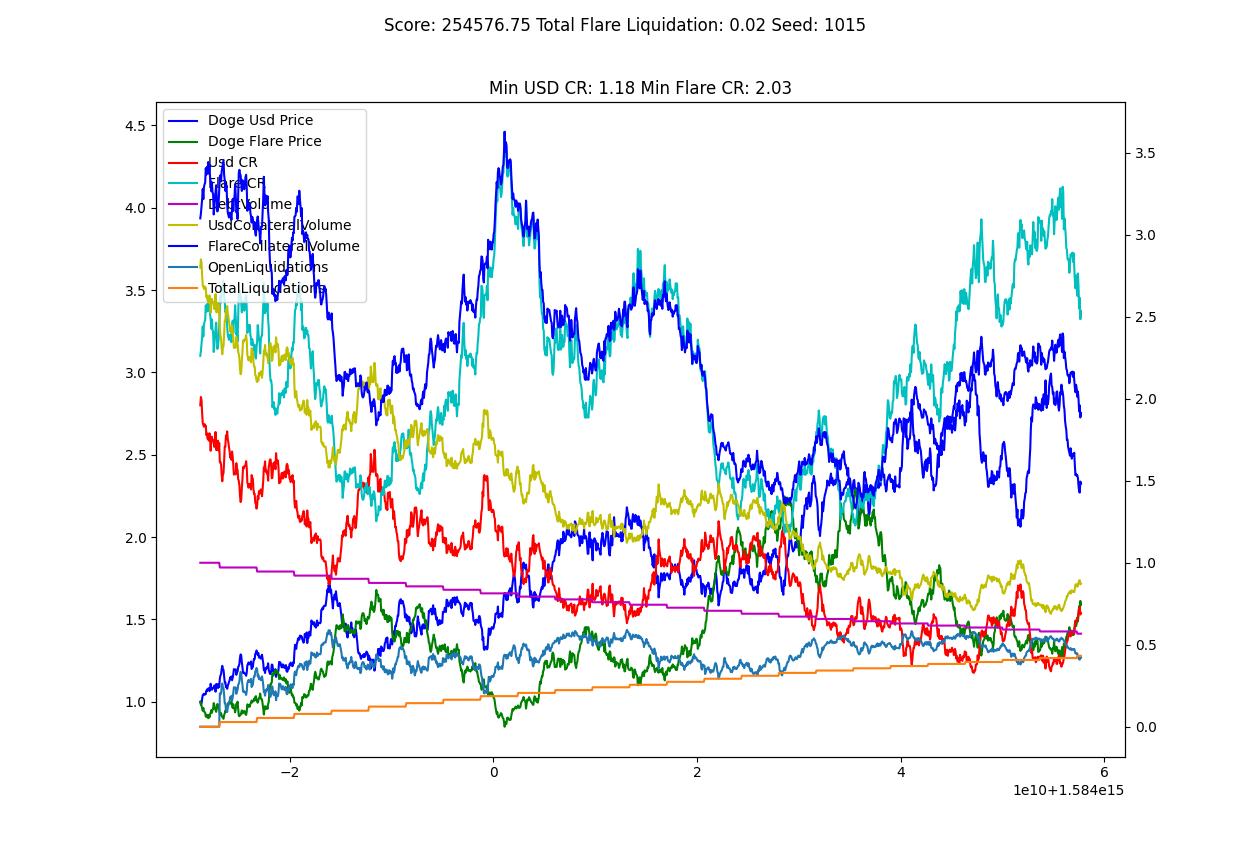 Score: 254576.75 Total Flare Liquidation: 0.02 Seed: 1015
Min USD CR: 1.18 Min Flare CR: 2.03
Doge Usd Price
Doge Flare Price
Usd CR
Flare CR
DebtVolume
UsdCollateralVolume
FlareCollateralVolume
OpenLiquidations
TotalLiquidations
4.5
4.0
3.5
3.0
2.5
2.0
1.5
1.0
3.5
3.0
2.5
2.0
1.5
1.0
0.5
0.0
−2 0 2 4 6
1e10+1.584e15